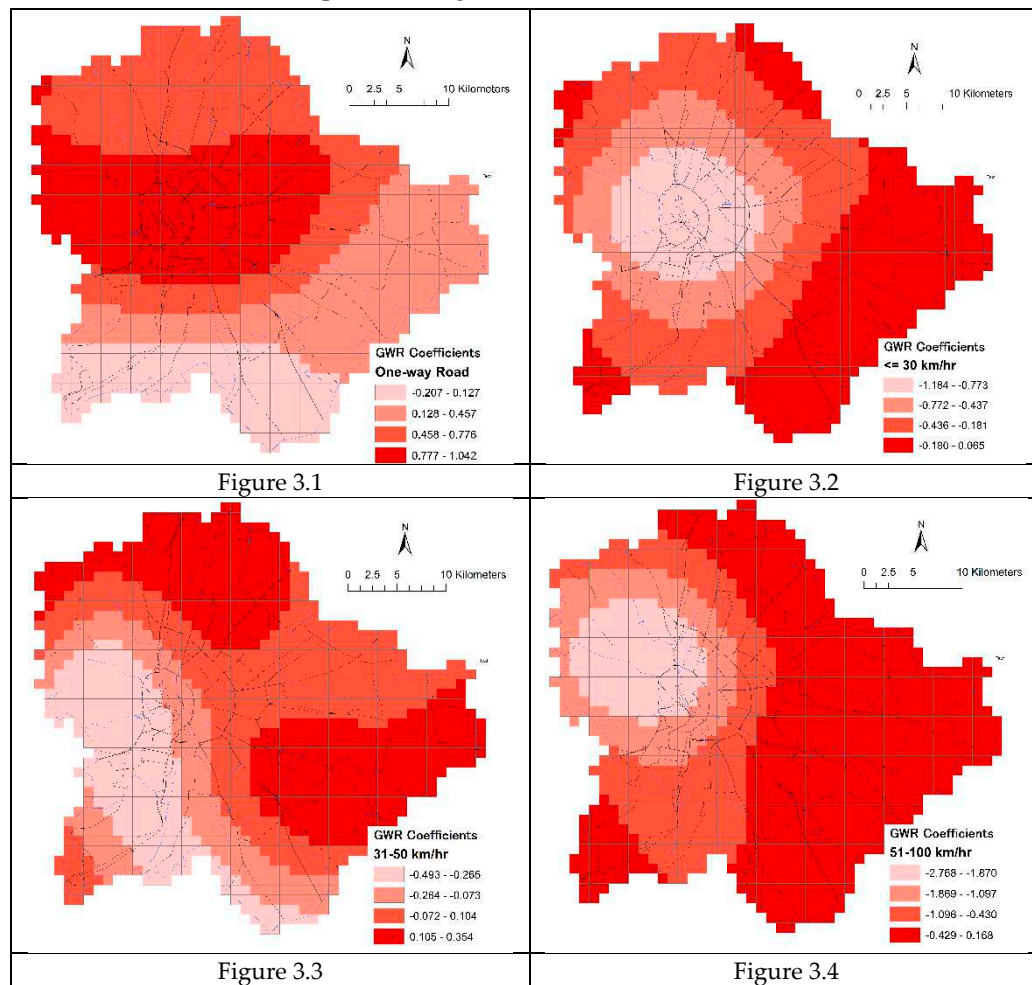 N
0 2.5 5 10 Kilometers
GWR Coefficients
One-way Road
-0.207 - 0.127
0.128 - 0.457
0.458 - 0.776
0.777 - 1.042
Figure 3.1
N
0 2.5 5 10 Kilometers
GWR Coefficients
<= 30 km/hr
-1.184 - -0.773
-0.772 - -0.437
-0.436 - -0.181
-0.180 - 0.065
Figure 3.2
N
0 2.5 5 10 Kilometers
GWR Coefficients
31-50 km/hr
-0.493 - -0.265
-0.264 - -0.073
-0.072 - 0.104
0.105 - 0.354
Figure 3.3
N
0 2.5 5 10 Kilometers
GWR Coefficients
51-100 km/hr
-2.768 - -1.870
-1.869 - -1.097
-1.096 - -0.430
-0.429 - 0.168
Figure 3.4